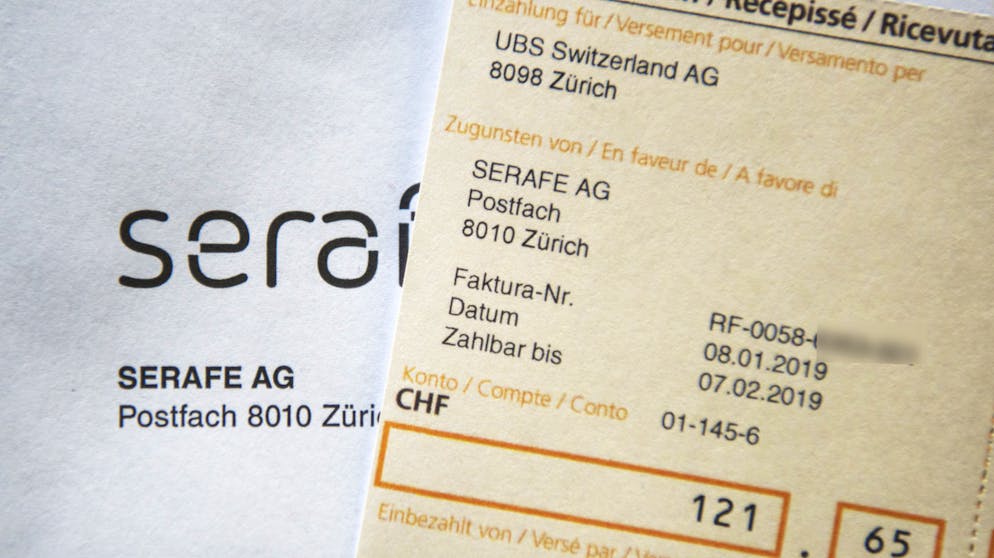 seraf
SERAFE AG
Postfach 8010 Züri
/ Récépissé / Ricevuta
Einzahlung für / Versement pour / Versamento per
UBS Switzerland AG
8098 Zürich
Zugunsten von / En faveur de / A favore di
SERAFE AG
Postfach
8010 Zürich
Faktura-Nr. RF-0058-
Datum 08.01.2019
Zahlbar bis 07.02.2019
Konto / Compte / Conto 01-145-6
CHF
121 . 65
Einbezahlt von / Versé par /